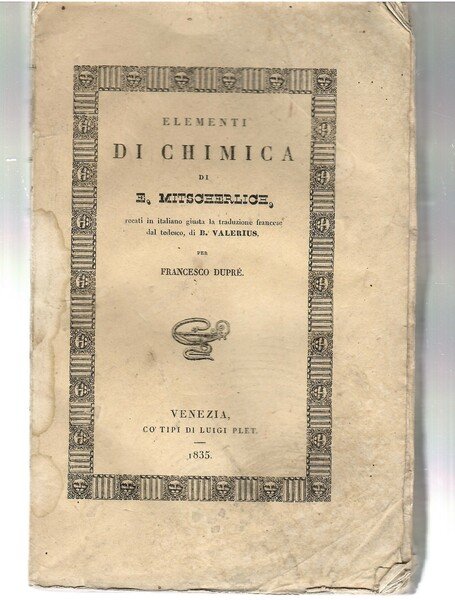 ELEMENTI
DI CHIMICA
DI
E. MITSCHERLICH,
recati in italiano giusta la traduzione francese
dal tedesco, di B. VALERIUS.
PER
FRANCESCO DUPRÉ.
VENEZIA,
CO' TIPI DI LUIGI PLET.
1835.